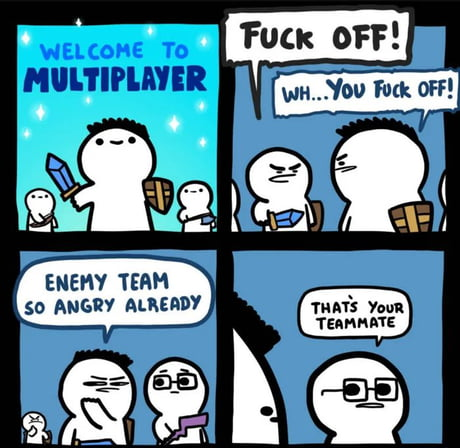 WELCOME TO
MULTIPLAYER
FUCK OFF!
WH...YOU FUCK OFF!
ENEMY TEAM
SO ANGRY ALREADY
THAT'S YOUR
TEAMMATE